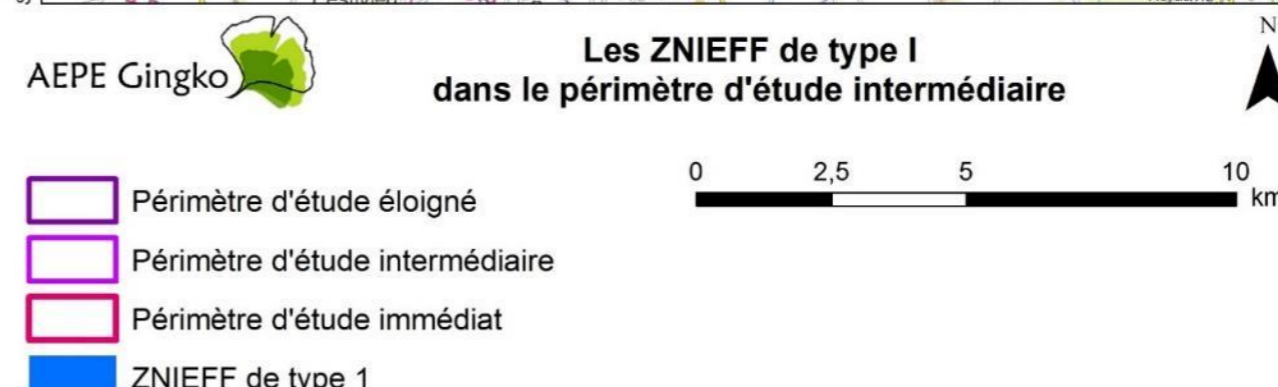 AEPE Gingko
Les ZNIEFF de type I
dans le périmètre d'étude intermédiaire
N
0 2,5 5 10
km
Périmètre d'étude éloigné
Périmètre d'étude intermédiaire
Périmètre d'étude immédiat
ZNIEFF de type 1